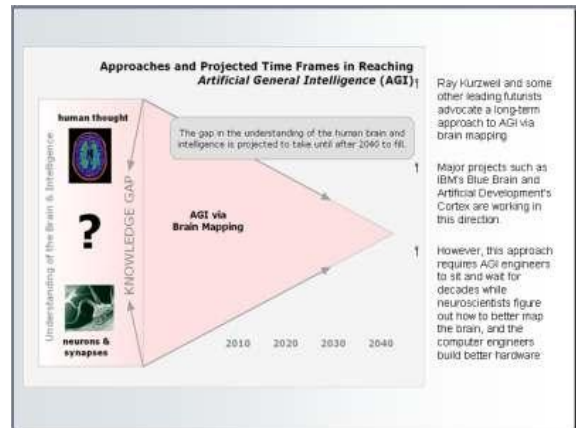 Approaches and Projected Time Frames in Reaching
Artificial General Intelligence (AGI)
human thought
The gap in the understanding of the human brain and
intelligence is projected to take until after 2040 to fill.
Understanding of the Brain & Intelligence
?
KNOWLEDGE GAP
AGI via
Brain Mapping
neurons &
synapses
2010 2020 2030 2040
¶ Ray Kurzweil and some
other leading futurists
advocate a long-term
approach to AGI via
brain mapping
¶ Major projects such as
IBM's Blue Brain and
Artificial Development's
Cortex are working in
this direction.
¶ However, this approach
requires AGI engineers
to sit and wait for
decades while
neuroscientists figure
out how to better map
the brain, and the
computer engineers
build better hardware